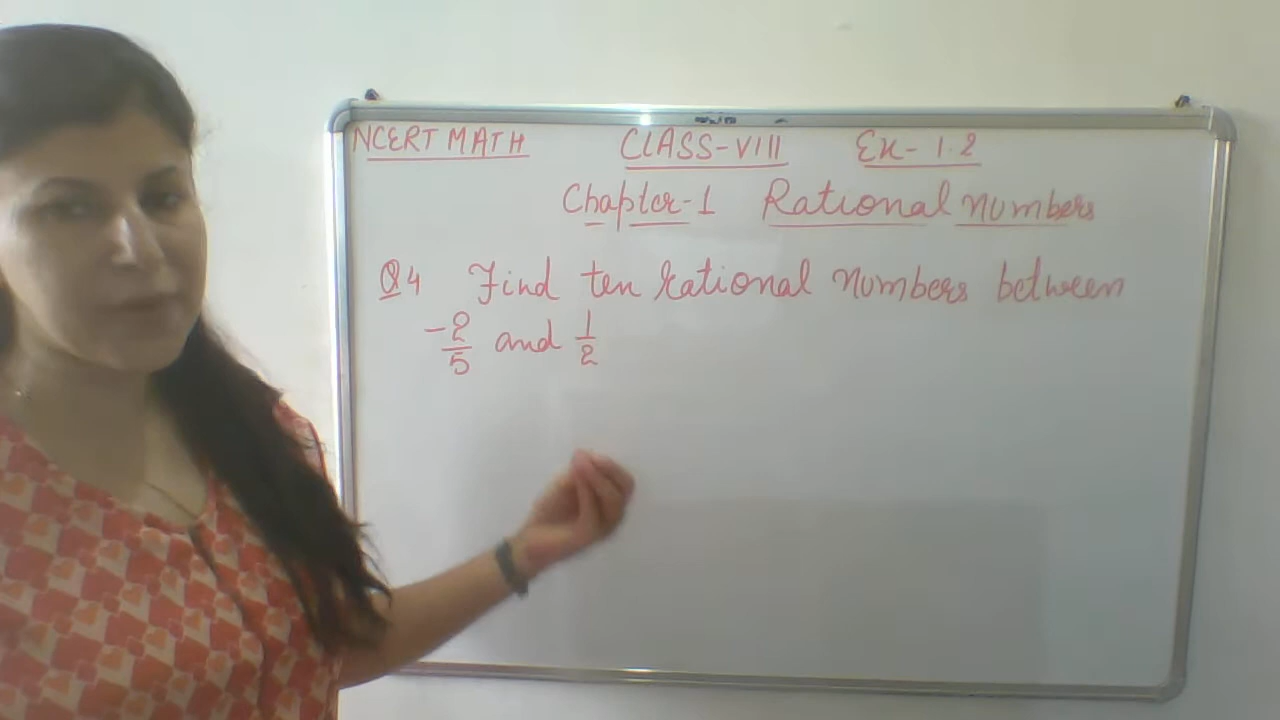 NCERT MATH CLASS-VIII Ex-1.2
Chapter-1 Rational Numbers
Q4 Find ten rational numbers between
-2/5 and 1/2